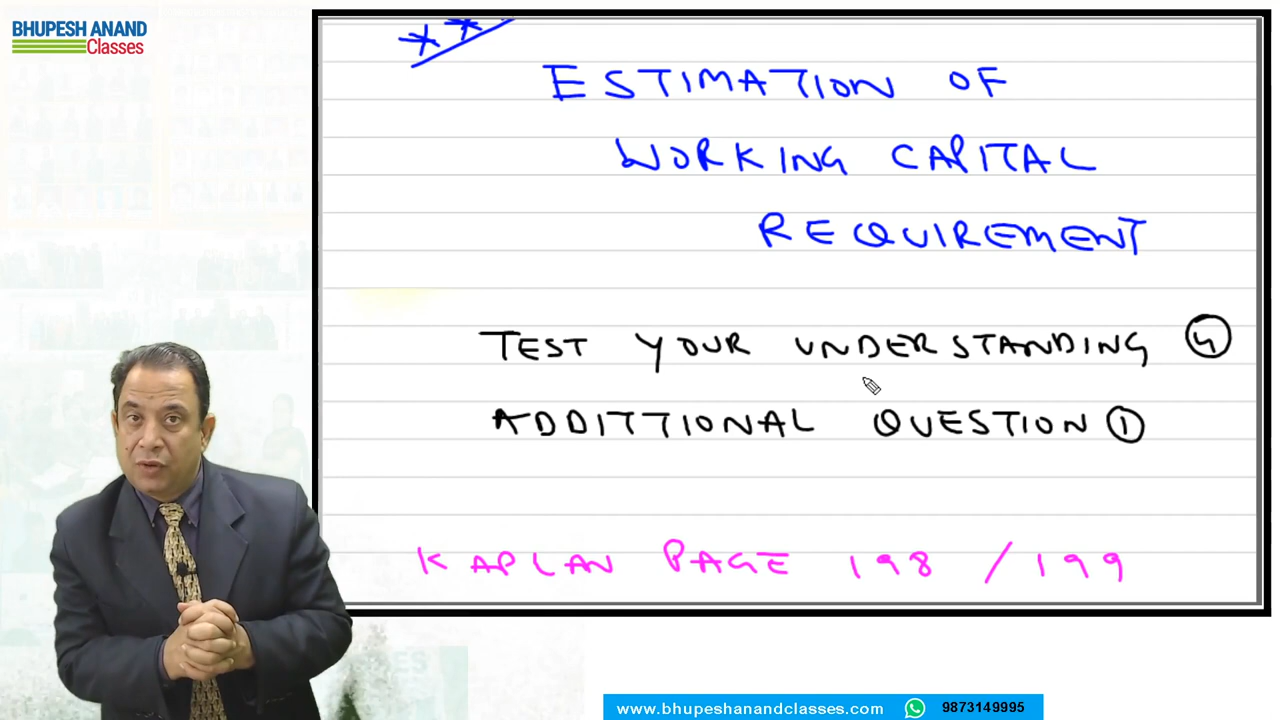 BHUPESH ANAND
Classes
**
ESTIMATION OF
WORKING CAPITAL
REQUIREMENT
TEST YOUR UNDERSTANDING 4
ADDITTIONAL QUESTION 1
KAPLAN PAGE 198 / 199
www.bhupeshanandclasses.com 9873149995